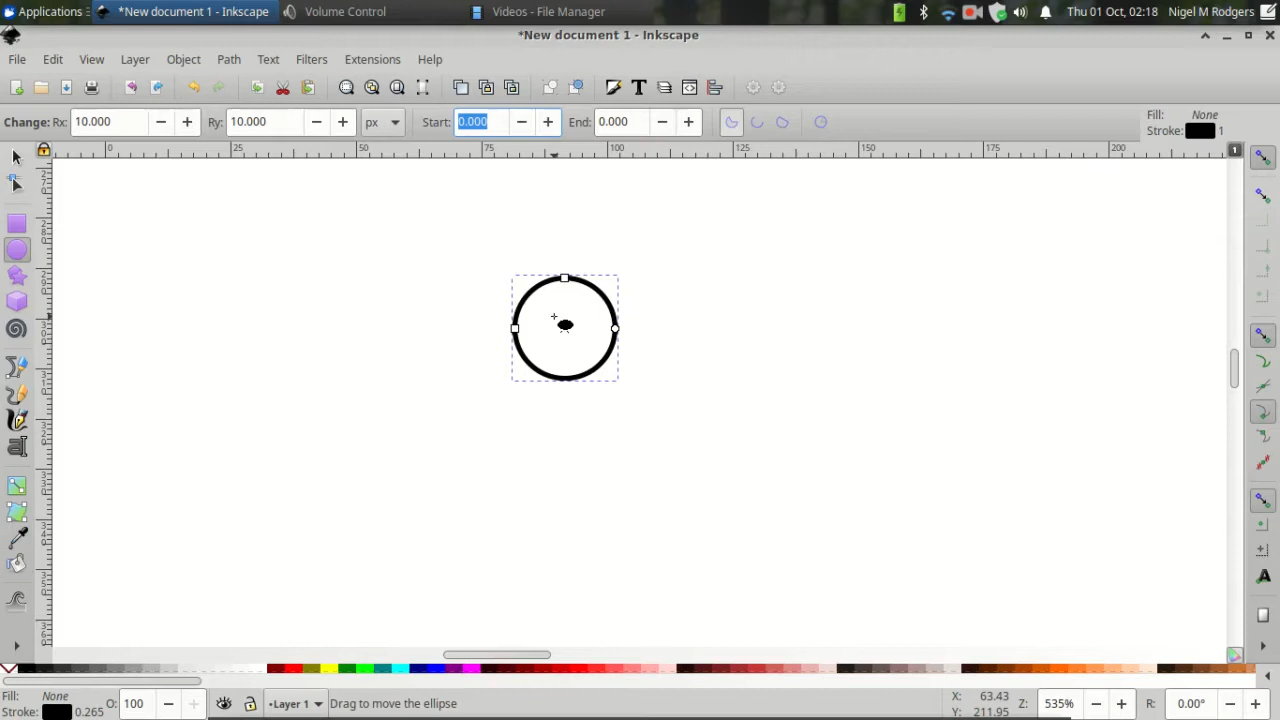 Applications
*New document 1 - Inkscape
Volume Control
Videos - File Manager
Thu 01 Oct, 02:18
Nigel M Rodgers
*New document 1 - Inkscape
File
Edit
View
Layer
Object
Path
Text
Filters
Extensions
Help
Change:
Rx:
10.000
Ry:
10.000
px
Start:
0.000
End:
0.000
Fill:
None
Stroke:
1
0
25
50
75
100
125
150
175
200
1
Fill:
None
Stroke:
0.265
O:
100
•Layer 1
Drag to move the ellipse
X:
63.43
Y:
211.95
Z:
535%
R:
0.00°